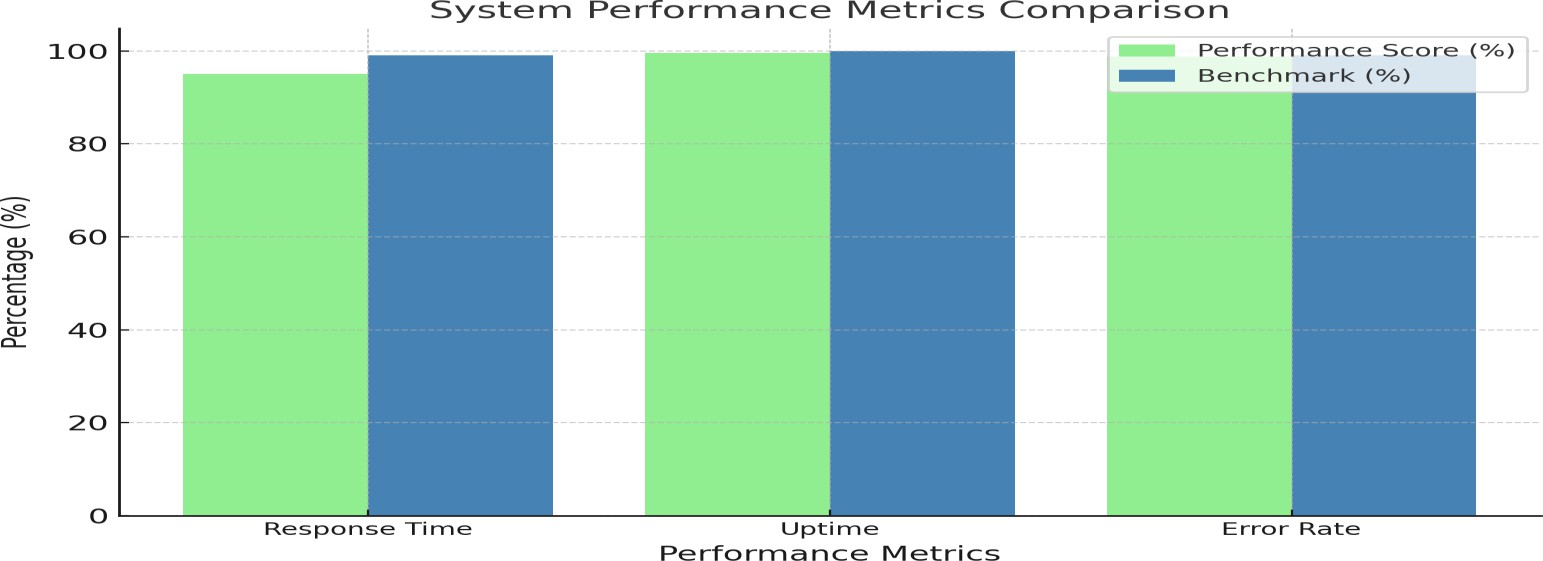 System Performance Metrics Comparison
Performance Score (%)
Benchmark (%)
Percentage (%)
100
80
60
40
20
0
Response Time
Uptime
Error Rate
Performance Metrics